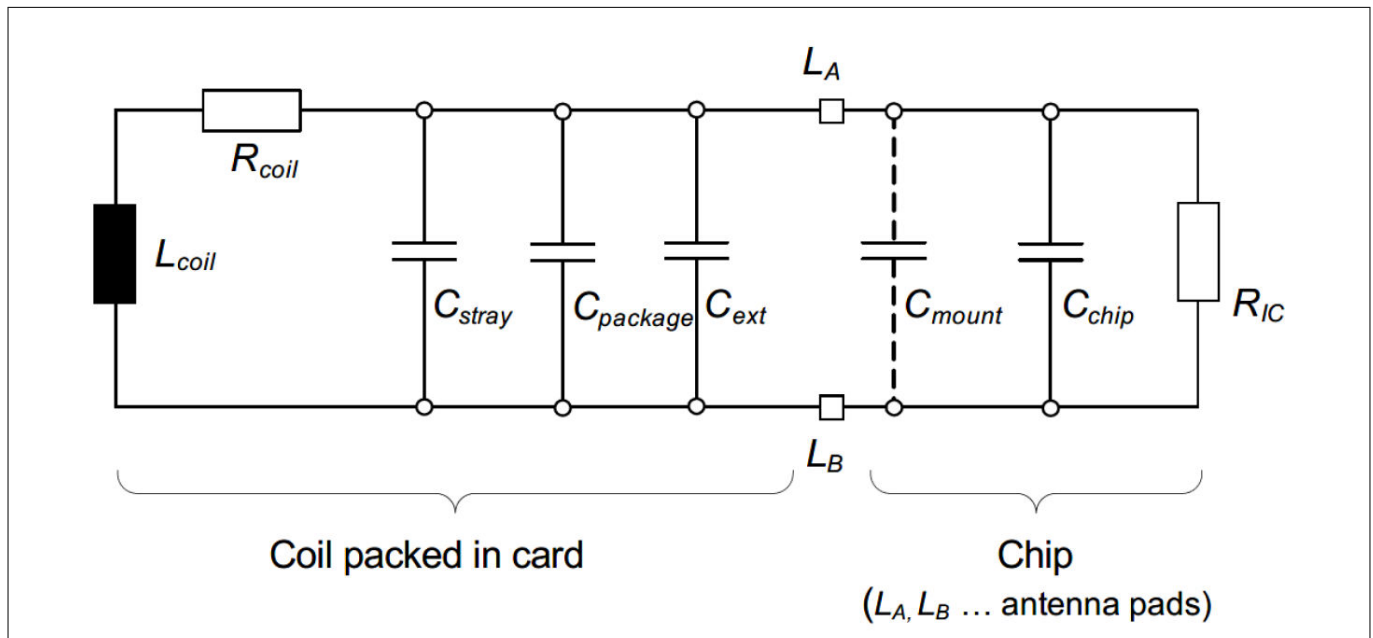 L_A
R_coil
L_coil
C_stray
C_package
C_ext
C_mount
C_chip
R_IC
L_B
Coil packed in card
Chip
(L_A, L_B … antenna pads)